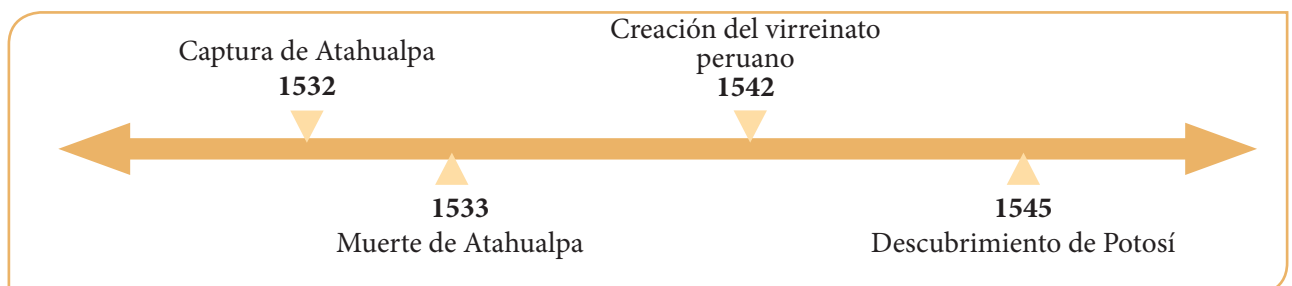 Captura de Atahualpa
1532
Creación del virreinato
peruano
1542
1533
Muerte de Atahualpa
1545
Descubrimiento de Potosí